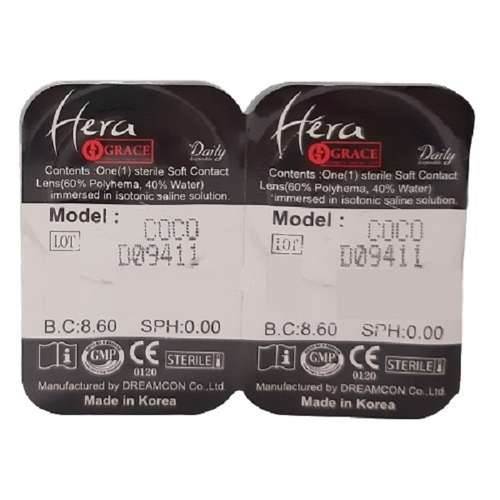 Hera
GRACE
Daily
Contents :One(1) sterile Soft Contact
Lens(60% Polyhema, 40% Water)
immersed in isotonic saline solution.
Model : COCO
LOT D09411
B.C:8.60 SPH:0.00
GMP CE 0120 STERILE
Manufactured by DREAMCON Co.,Ltd.
Made in Korea
Héra
GRACE
Daily
Contents :One(1) sterile Soft Contact
Lens(60% Polyhema, 40% Water)
immersed in isotonic saline solution.
Model : COCO
LOT D09411
B.C:8.60 SPH:0.00
GMP CE 0120 STERILE
Manufactured by DREAMCON Co.,Ltd.
Made in Korea